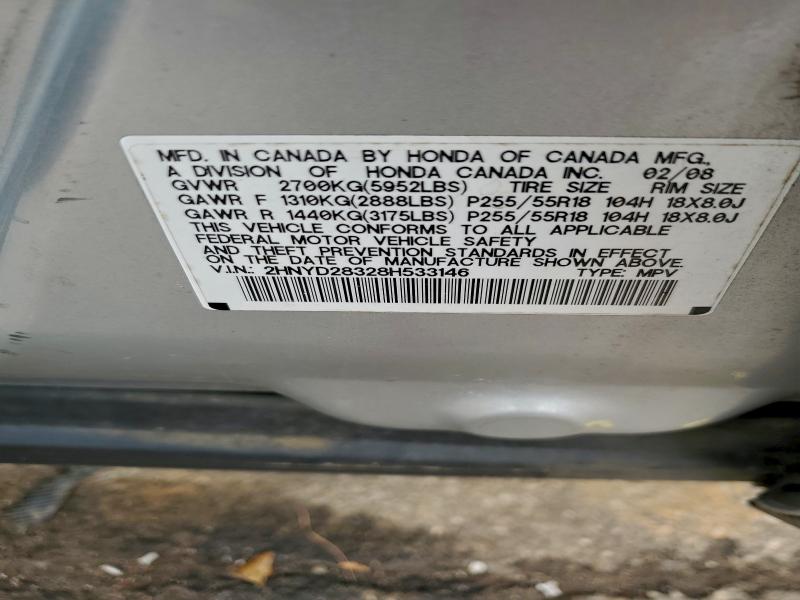 MFD. IN CANADA BY HONDA OF CANADA MFG.,
A DIVISION OF HONDA CANADA INC. 02/08
GVWR 2700KG(5952LBS) TIRE SIZE RIM SIZE
GAWR F 1310KG(2888LBS) P255/55R18 104H 18X8.0J
GAWR R 1440KG(3175LBS) P255/55R18 104H 18X8.0J
THIS VEHICLE CONFORMS TO ALL APPLICABLE
FEDERAL MOTOR VEHICLE SAFETY
AND THEFT PREVENTION STANDARDS IN EFFECT
ON THE DATE OF MANUFACTURE SHOWN ABOVE.
V.I.N.: 2HNYD28328H533146 TYPE: MPV